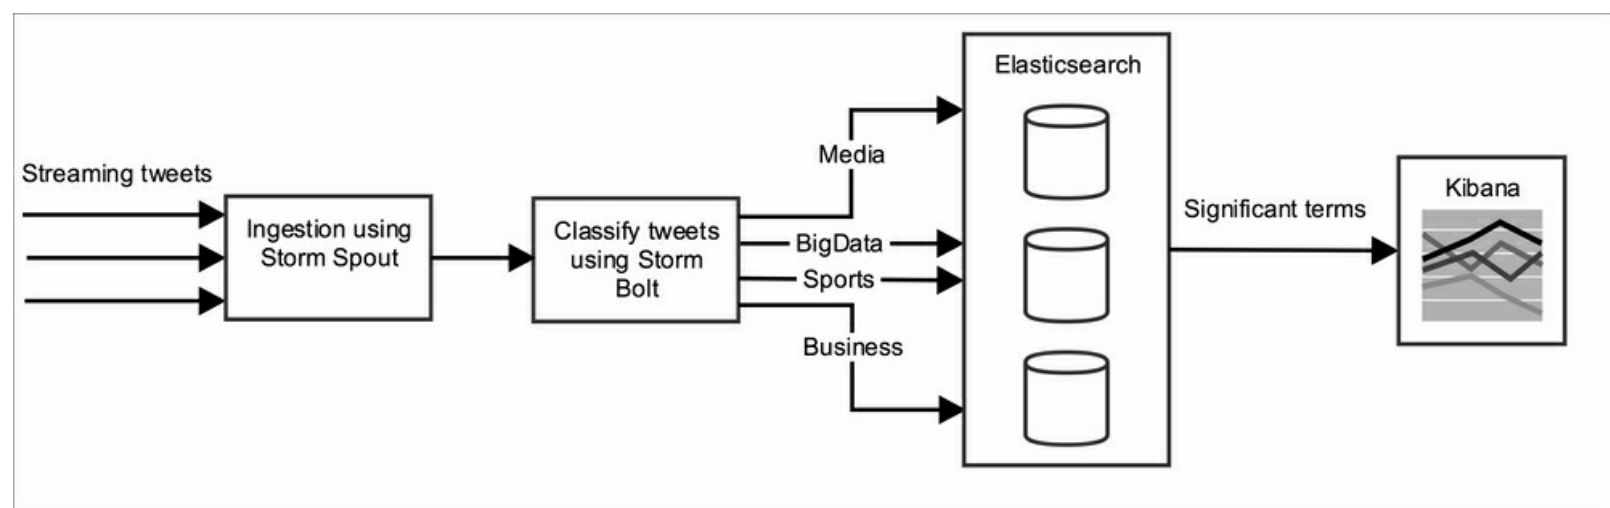 Streaming tweets
Ingestion using
Storm Spout
Classify tweets
using Storm
Bolt
Media
BigData
Sports
Business
Elasticsearch
Significant terms
Kibana